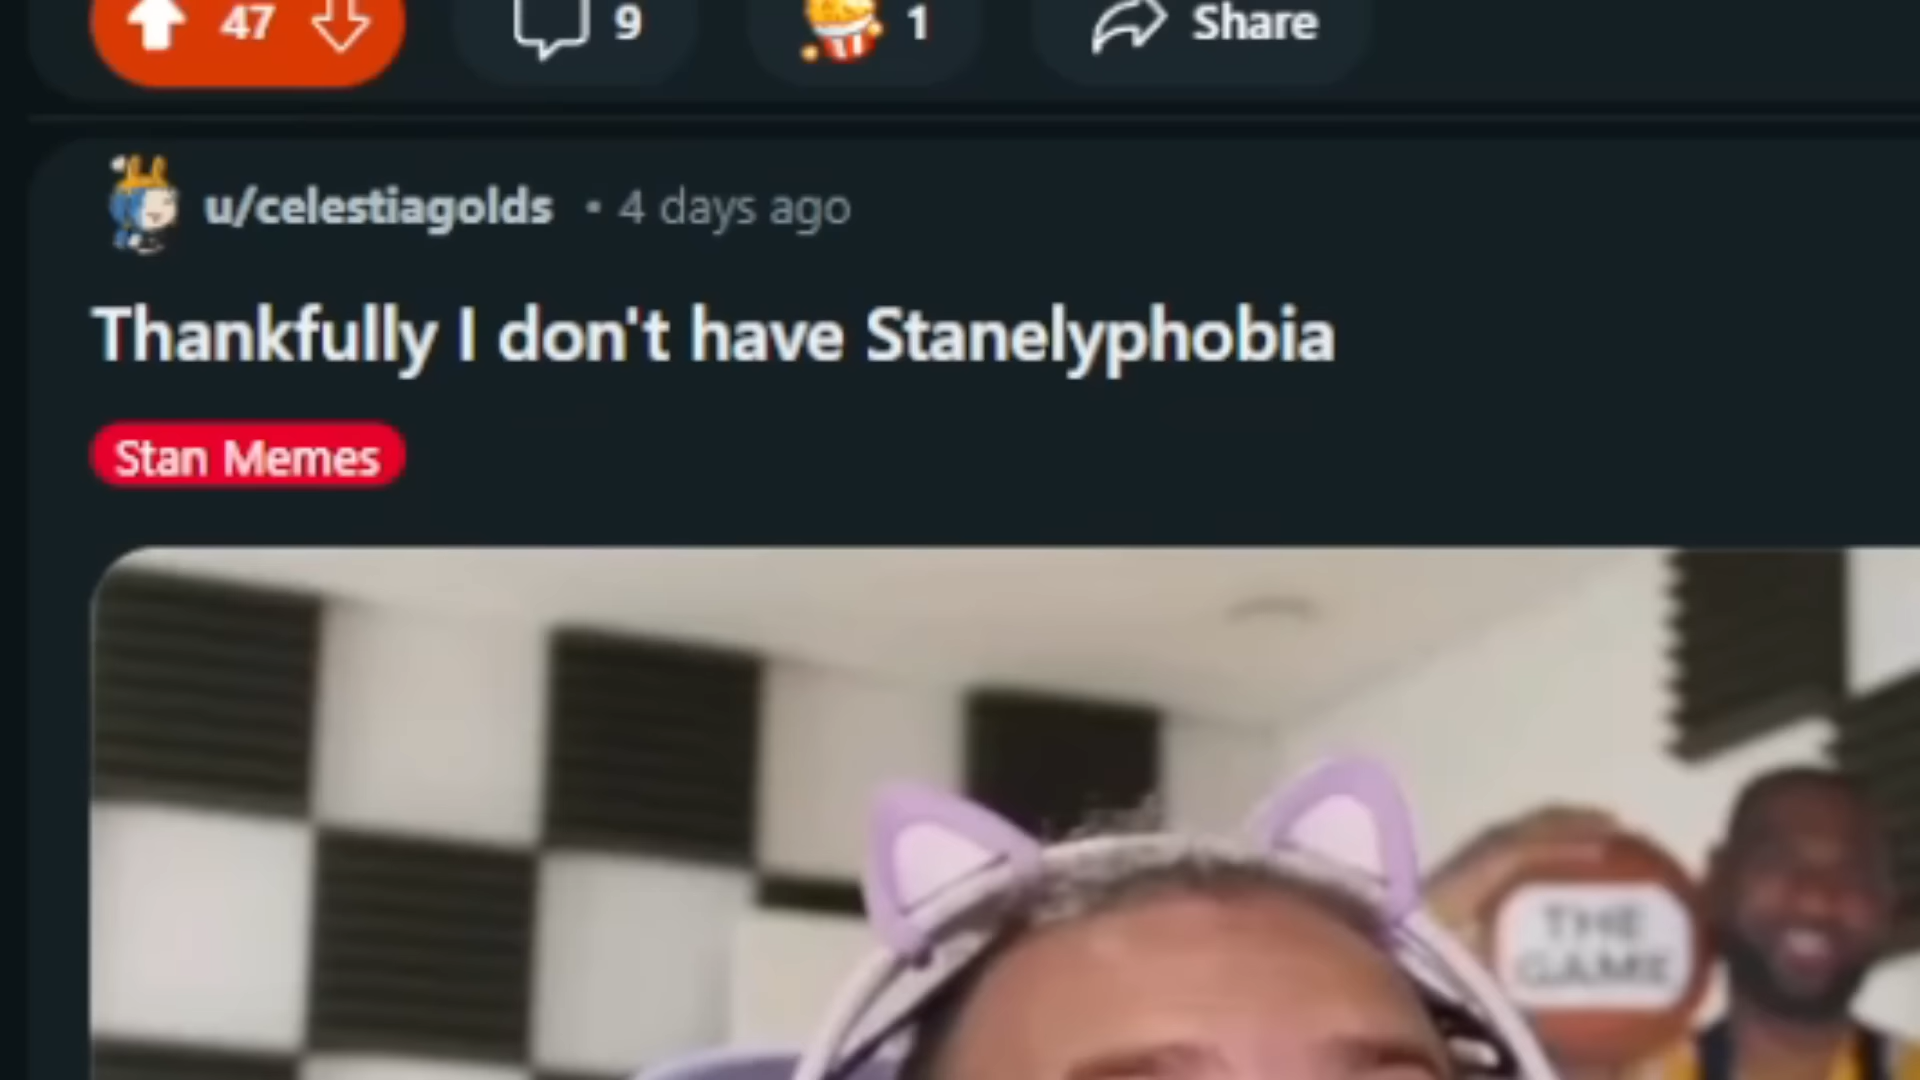 47 9 1 Share
u/celestiagolds • 4 days ago
Thankfully I don't have Stanelyphobia
Stan Memes
THE
GAME